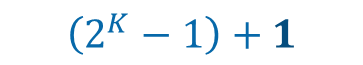 (2^K − 1) + 1